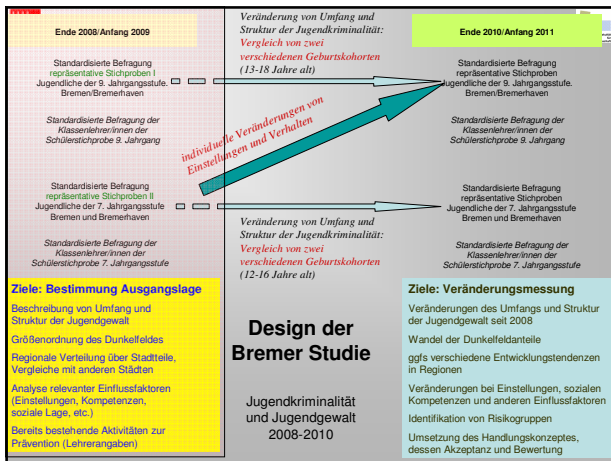 Ende 2008/Anfang 2009
Standardisierte Befragung
repräsentative Stichproben I
Jugendliche der 9. Jahrgangsstufe.
Bremen/Bremerhaven
Standardisierte Befragung der
Klassenlehrer/innen der
Schülerstichprobe 9. Jahrgang
Standardisierte Befragung
repräsentative Stichproben II
Jugendliche der 7. Jahrgangsstufe
Bremen und Bremerhaven
Standardisierte Befragung der
Klassenlehrer/innen der
Schülerstichprobe 7. Jahrgangsstufe
Ziele: Bestimmung Ausgangslage
Beschreibung von Umfang und
Struktur der Jugendgewalt
Größenordnung des Dunkelfeldes
Regionale Verteilung über Stadtteile,
Vergleiche mit anderen Städten
Analyse relevanter Einflussfaktoren
(Einstellungen, Kompetenzen,
soziale Lage, etc.)
Bereits bestehende Aktivitäten zur
Prävention (Lehrerangaben)
Veränderung von Umfang und
Struktur der Jugendkriminalität:
Vergleich von zwei
verschiedenen Geburtskohorten
(13-18 Jahre alt)
individuelle Veränderungen von
Einstellungen und Verhalten
Veränderung von Umfang und
Struktur der Jugendkriminalität:
Vergleich von zwei
verschiedenen Geburtskohorten
(12-16 Jahre alt)
Design der
Bremer Studie
Jugendkriminalität
und Jugendgewalt
2008-2010
Ende 2010/Anfang 2011
Standardisierte Befragung
repräsentative Stichproben
Jugendliche der 9. Jahrgangsstufe.
Bremen/Bremerhaven
Standardisierte Befragung der
Klassenlehrer/innen der
Schülerstichprobe 9. Jahrgang
Standardisierte Befragung
repräsentative Stichproben
Jugendliche der 7. Jahrgangsstufe
Bremen und Bremerhaven
Standardisierte Befragung der
Klassenlehrer/innen der
Schülerstichprobe 7. Jahrgangsstufe
Ziele: Veränderungsmessung
Veränderungen des Umfangs und Struktur
der Jugendgewalt seit 2008
Wandel der Dunkelfeldanteile
ggfs verschiedene Entwicklungstendenzen
in Regionen
Veränderungen bei Einstellungen, sozialen
Kompetenzen und anderen Einflussfaktoren
Identifikation von Risikogruppen
Umsetzung des Handlungskonzeptes,
dessen Akzeptanz und Bewertung